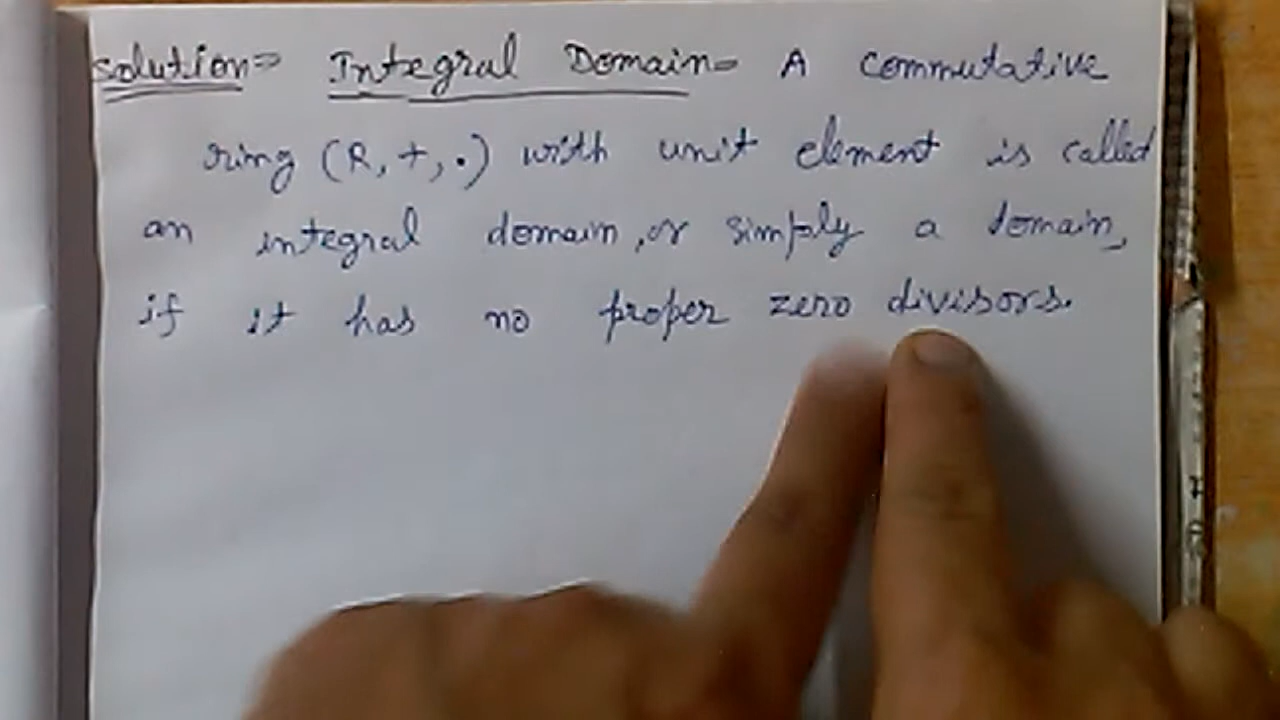 Solution= Integral Domain= A commutative
ring (R, +, .) with unit element is called
an integral domain, or simply a domain,
if it has no proper zero divisors.